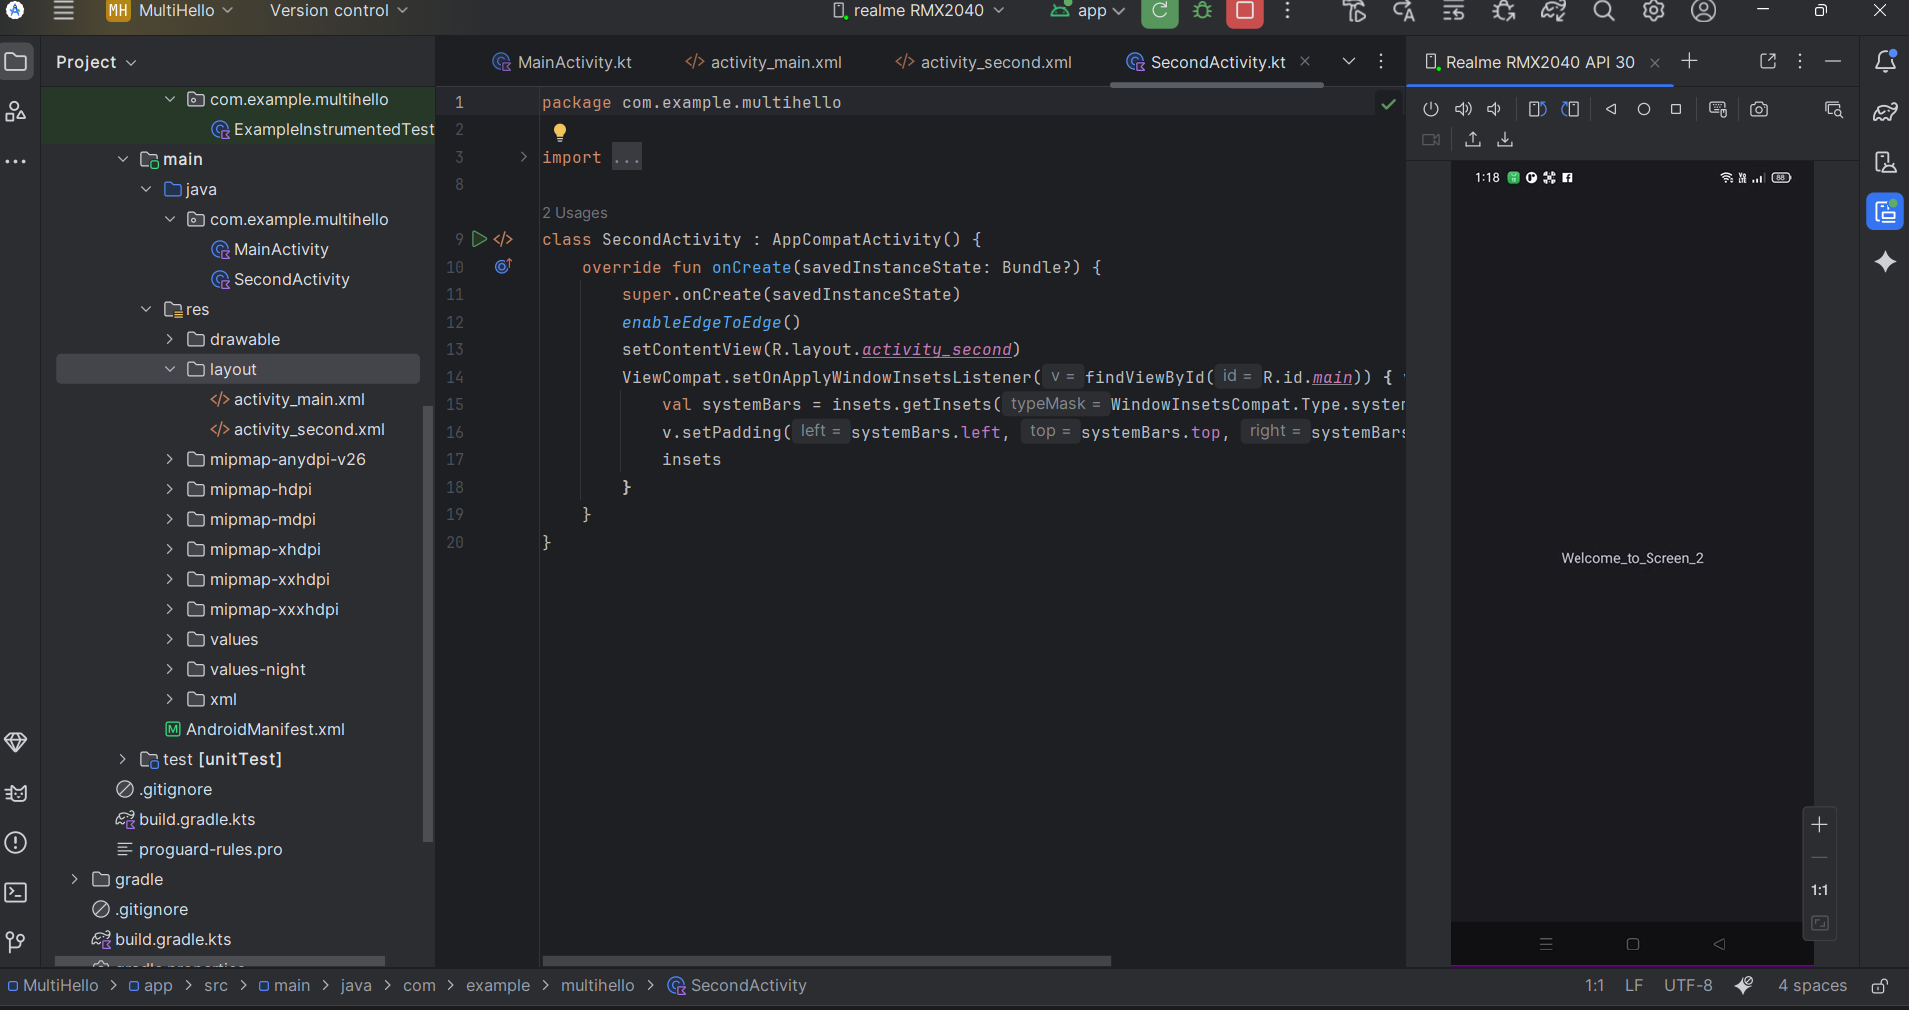 MH MultiHello Version control realme RMX2040 app
Project
MainActivity.kt activity_main.xml activity_second.xml SecondActivity.kt
Realme RMX2040 API 30
com.example.multihello
ExampleInstrumentedTest
main
java
com.example.multihello
MainActivity
SecondActivity
res
drawable
layout
activity_main.xml
activity_second.xml
mipmap-anydpi-v26
mipmap-hdpi
mipmap-mdpi
mipmap-xhdpi
mipmap-xxhdpi
mipmap-xxxhdpi
values
values-night
xml
AndroidManifest.xml
test [unitTest]
.gitignore
build.gradle.kts
proguard-rules.pro
gradle
.gitignore
build.gradle.kts
1 package com.example.multihello
2
3 import ...
8
2 Usages
9 class SecondActivity : AppCompatActivity() {
10 override fun onCreate(savedInstanceState: Bundle?) {
11 super.onCreate(savedInstanceState)
12 enableEdgeToEdge()
13 setContentView(R.layout.activity_second)
14 ViewCompat.setOnApplyWindowInsetsListener( v = findViewById( id = R.id.main)) {
15 val systemBars = insets.getInsets( typeMask = WindowInsetsCompat.Type.system
16 v.setPadding( left = systemBars.left, top = systemBars.top, right = systemBars
17 insets
18 }
19 }
20 }
1:18 88
Welcome_to_Screen_2
1:1
MultiHello > app > src > main > java > com > example > multihello > SecondActivity
1:1 LF UTF-8 4 spaces